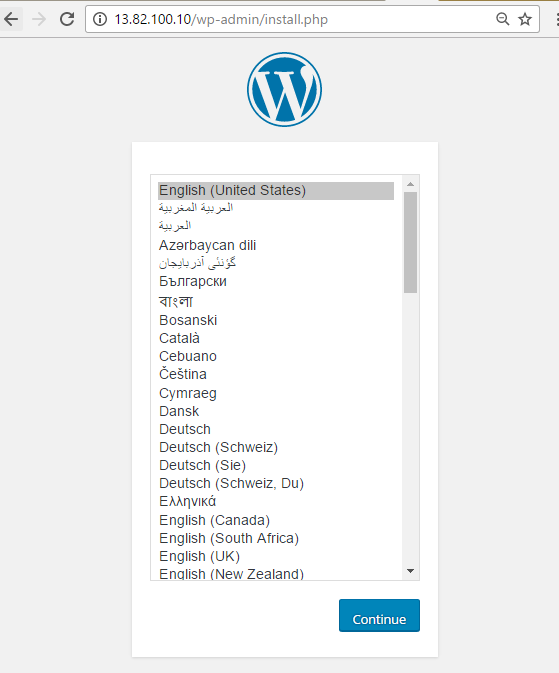 13.82.100.10/wp-admin/install.php
English (United States)
العربية المغربية
العربية
Azərbaycan dili
گؤنئی آذربایجان
Български
বাংলা
Bosanski
Català
Cebuano
Čeština
Cymraeg
Dansk
Deutsch
Deutsch (Schweiz)
Deutsch (Sie)
Deutsch (Schweiz, Du)
Ελληνικά
English (Canada)
English (South Africa)
English (UK)
English (New Zealand)
Continue